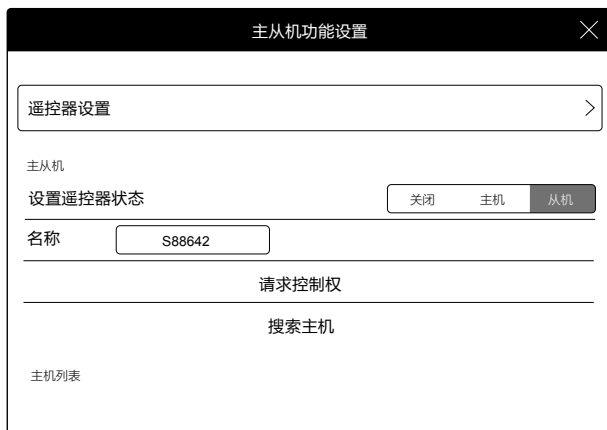 主从机功能设置
遥控器设置
主从机
设置遥控器状态 关闭 主机 从机
名称 S88642
请求控制权
搜索主机
主机列表